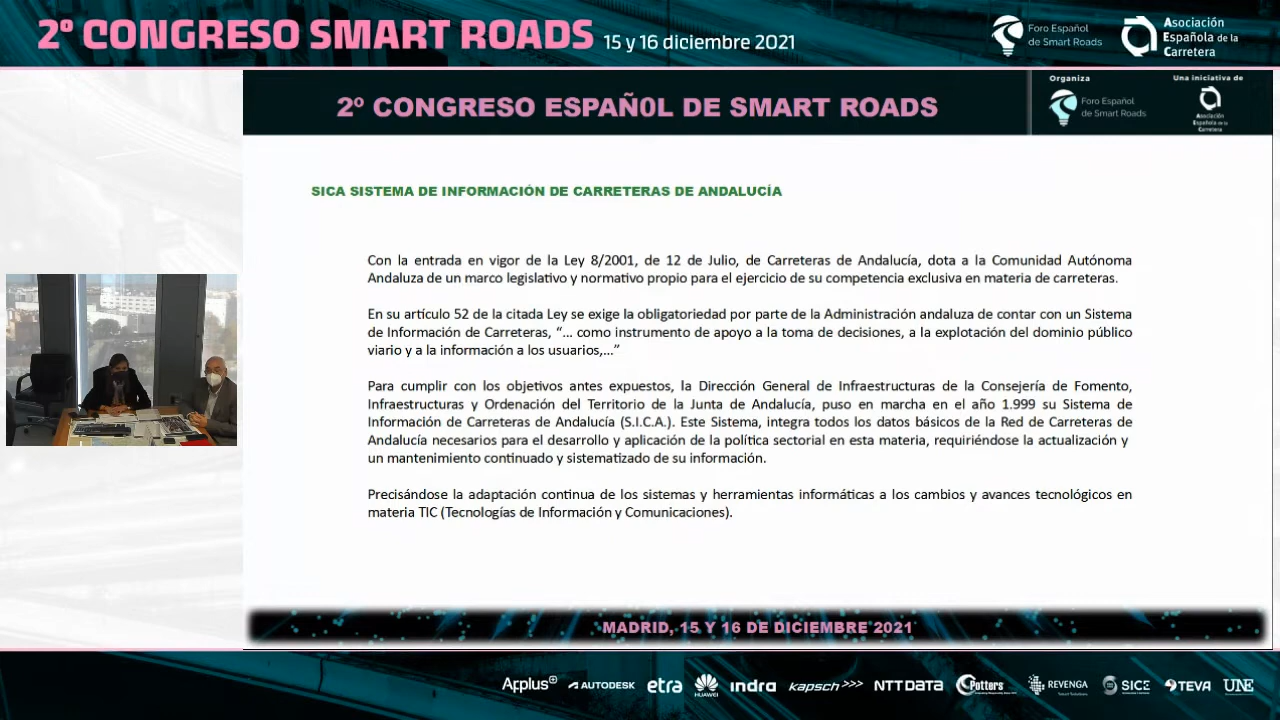 2º CONGRESO SMART ROADS 15 y 16 diciembre 2021
Foro Español
de Smart Roads
Asociación
Española de la
Carretera
2º CONGRESO ESPAÑ0L DE SMART ROADS
Organiza
Foro Español
de Smart Roads
Una iniciativa de
Asociación
Española de la
Carretera
SICA SISTEMA DE INFORMACIÓN DE CARRETERAS DE ANDALUCÍA
Con la entrada en vigor de la Ley 8/2001, de 12 de Julio, de Carreteras de Andalucía, dota a la Comunidad Autónoma
Andaluza de un marco legislativo y normativo propio para el ejercicio de su competencia exclusiva en materia de carreteras.
En su artículo 52 de la citada Ley se exige la obligatoriedad por parte de la Administración andaluza de contar con un Sistema
de Información de Carreteras, “... como instrumento de apoyo a la toma de decisiones, a la explotación del dominio público
viario y a la información a los usuarios,...”
Para cumplir con los objetivos antes expuestos, la Dirección General de Infraestructuras de la Consejería de Fomento,
Infraestructuras y Ordenación del Territorio de la Junta de Andalucía, puso en marcha en el año 1.999 su Sistema de
Información de Carreteras de Andalucía (S.I.C.A.). Este Sistema, integra todos los datos básicos de la Red de Carreteras de
Andalucía necesarios para el desarrollo y aplicación de la política sectorial en esta materia, requiriéndose la actualización y
un mantenimiento continuado y sistematizado de su información.
Precisándose la adaptación continua de los sistemas y herramientas informáticas a los cambios y avances tecnológicos en
materia TIC (Tecnologías de Información y Comunicaciones).
MADRID, 15 Y 16 DE DICIEMBRE 2021
Applus+ AUTODESK etra HUAWEI indra kapsch>>> NTT DATA Potters REVENGA SICE TEVA UNE